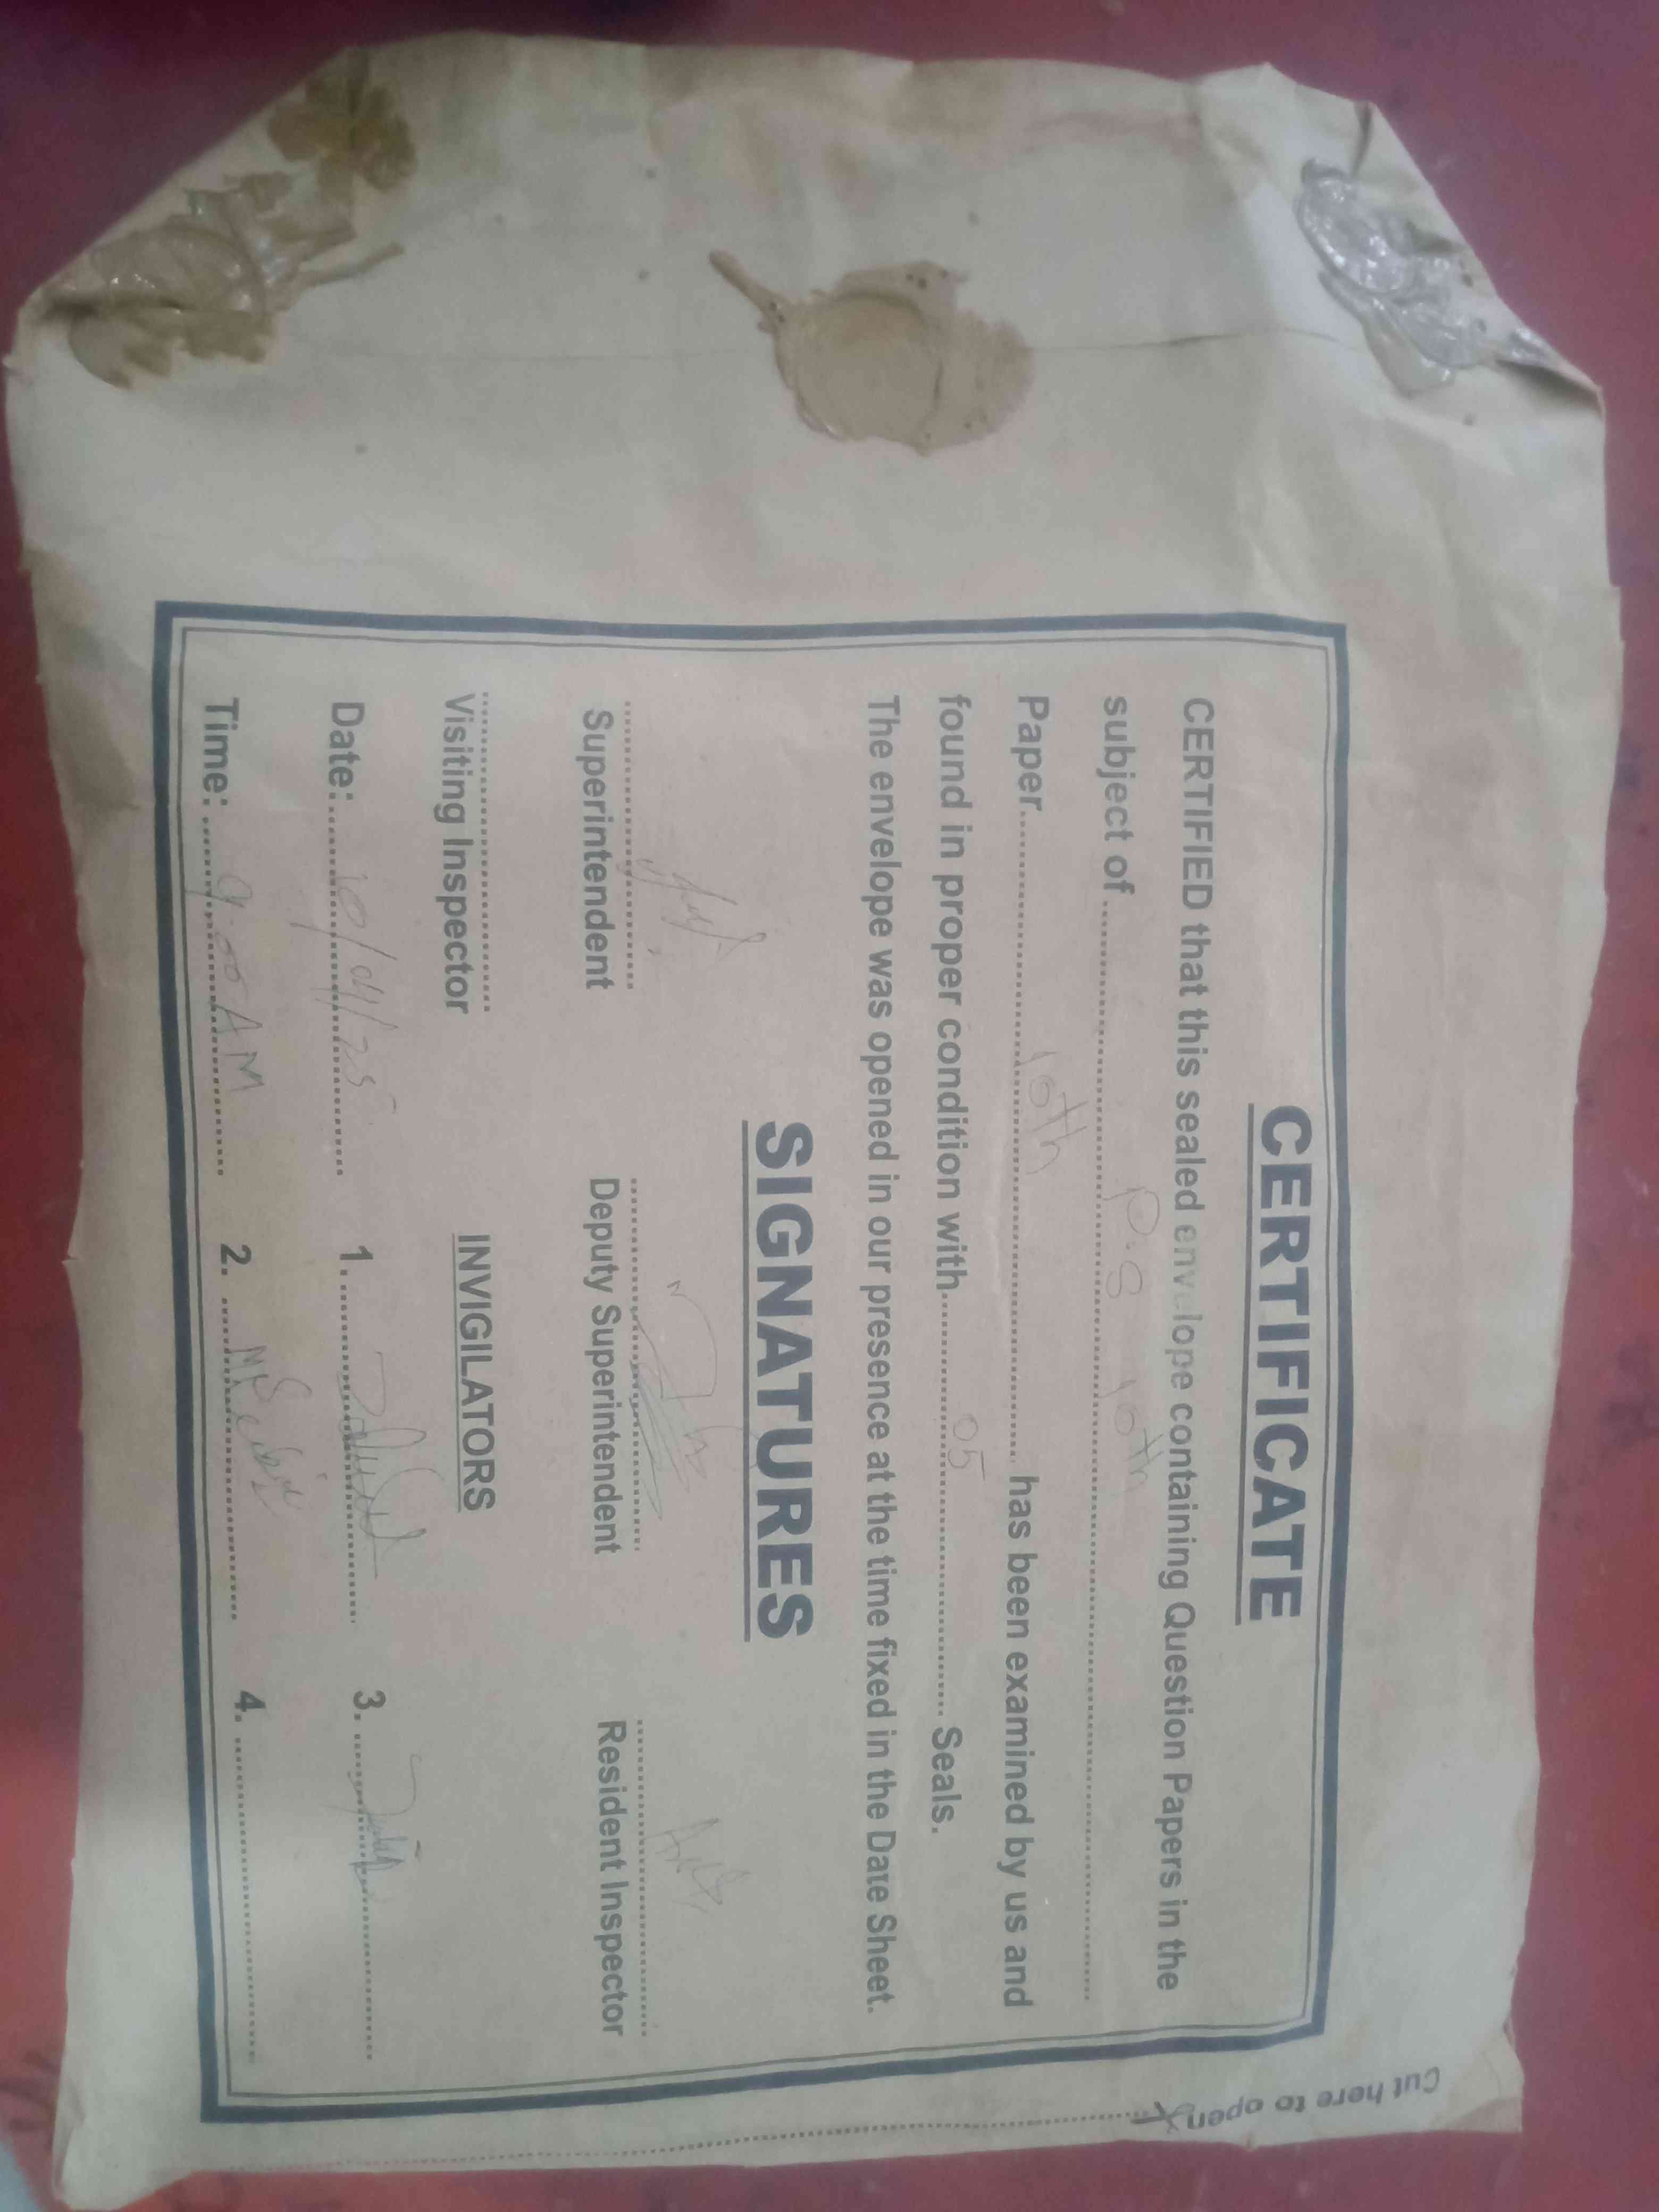 CERTIFICATE
CERTIFIED that this sealed envelope containing Question Papers in the
subject of ........ P.S 10th ........
Paper........ 10th ........ has been examined by us and
found in proper condition with........ 05 ........ Seals.
The envelope was opened in our presence at the time fixed in the Date Sheet.
SIGNATURES
Superintendent Deputy Superintendent Resident Inspector
Visiting Inspector INVIGILATORS
Date: 10/04/25 1. 3.
Time: 9:00 AM 2. 4.
Cut here to open